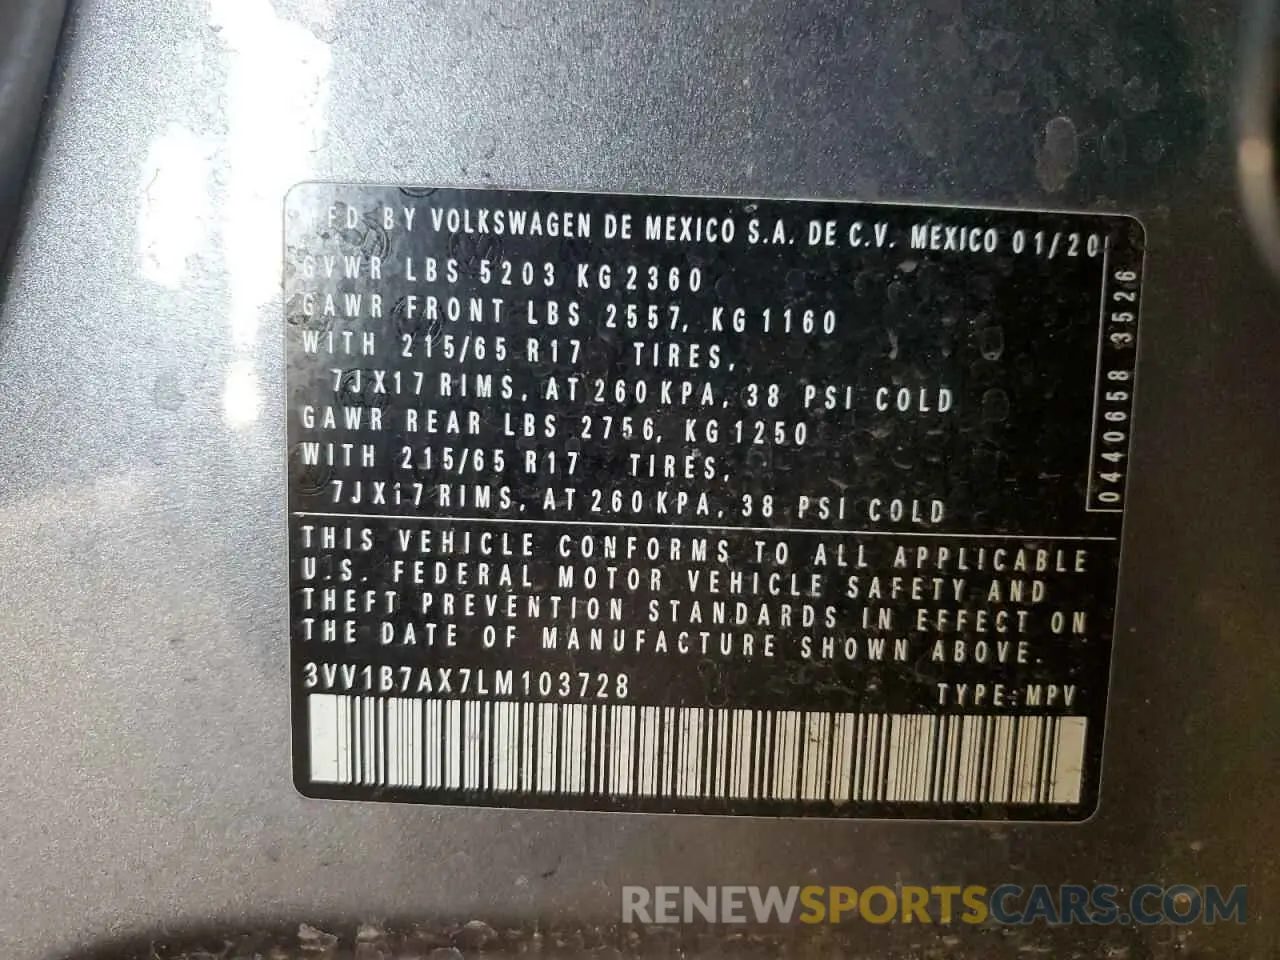 MFD. BY VOLKSWAGEN DE MEXICO S.A. DE C.V. MEXICO 01/20
GVWR LBS 5203 KG 2360
GAWR FRONT LBS 2557, KG 1160
WITH 215/65 R17 TIRES,
7JX17 RIMS, AT 260 KPA, 38 PSI COLD
GAWR REAR LBS 2756, KG 1250
WITH 215/65 R17 TIRES,
7JX17 RIMS, AT 260 KPA, 38 PSI COLD
0440658 3526
THIS VEHICLE CONFORMS TO ALL APPLICABLE
U.S. FEDERAL MOTOR VEHICLE SAFETY AND
THEFT PREVENTION STANDARDS IN EFFECT ON
THE DATE OF MANUFACTURE SHOWN ABOVE.
3VV1B7AX7LM103728 TYPE: MPV
RENEWSPORTSCARS.COM